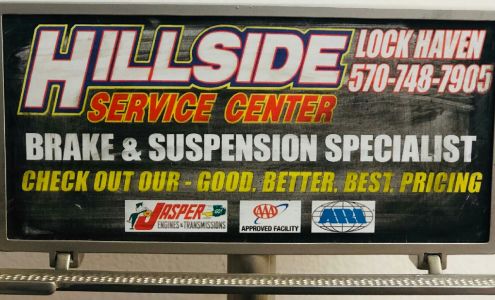 HILLSIDE
SERVICE CENTER
LOCK HAVEN
570-748-7905
BRAKE & SUSPENSION SPECIALIST
CHECK OUT OUR - GOOD, BETTER, BEST, PRICING
JASPER
ENGINES & TRANSMISSIONS
AAA
APPROVED FACILITY
ARI